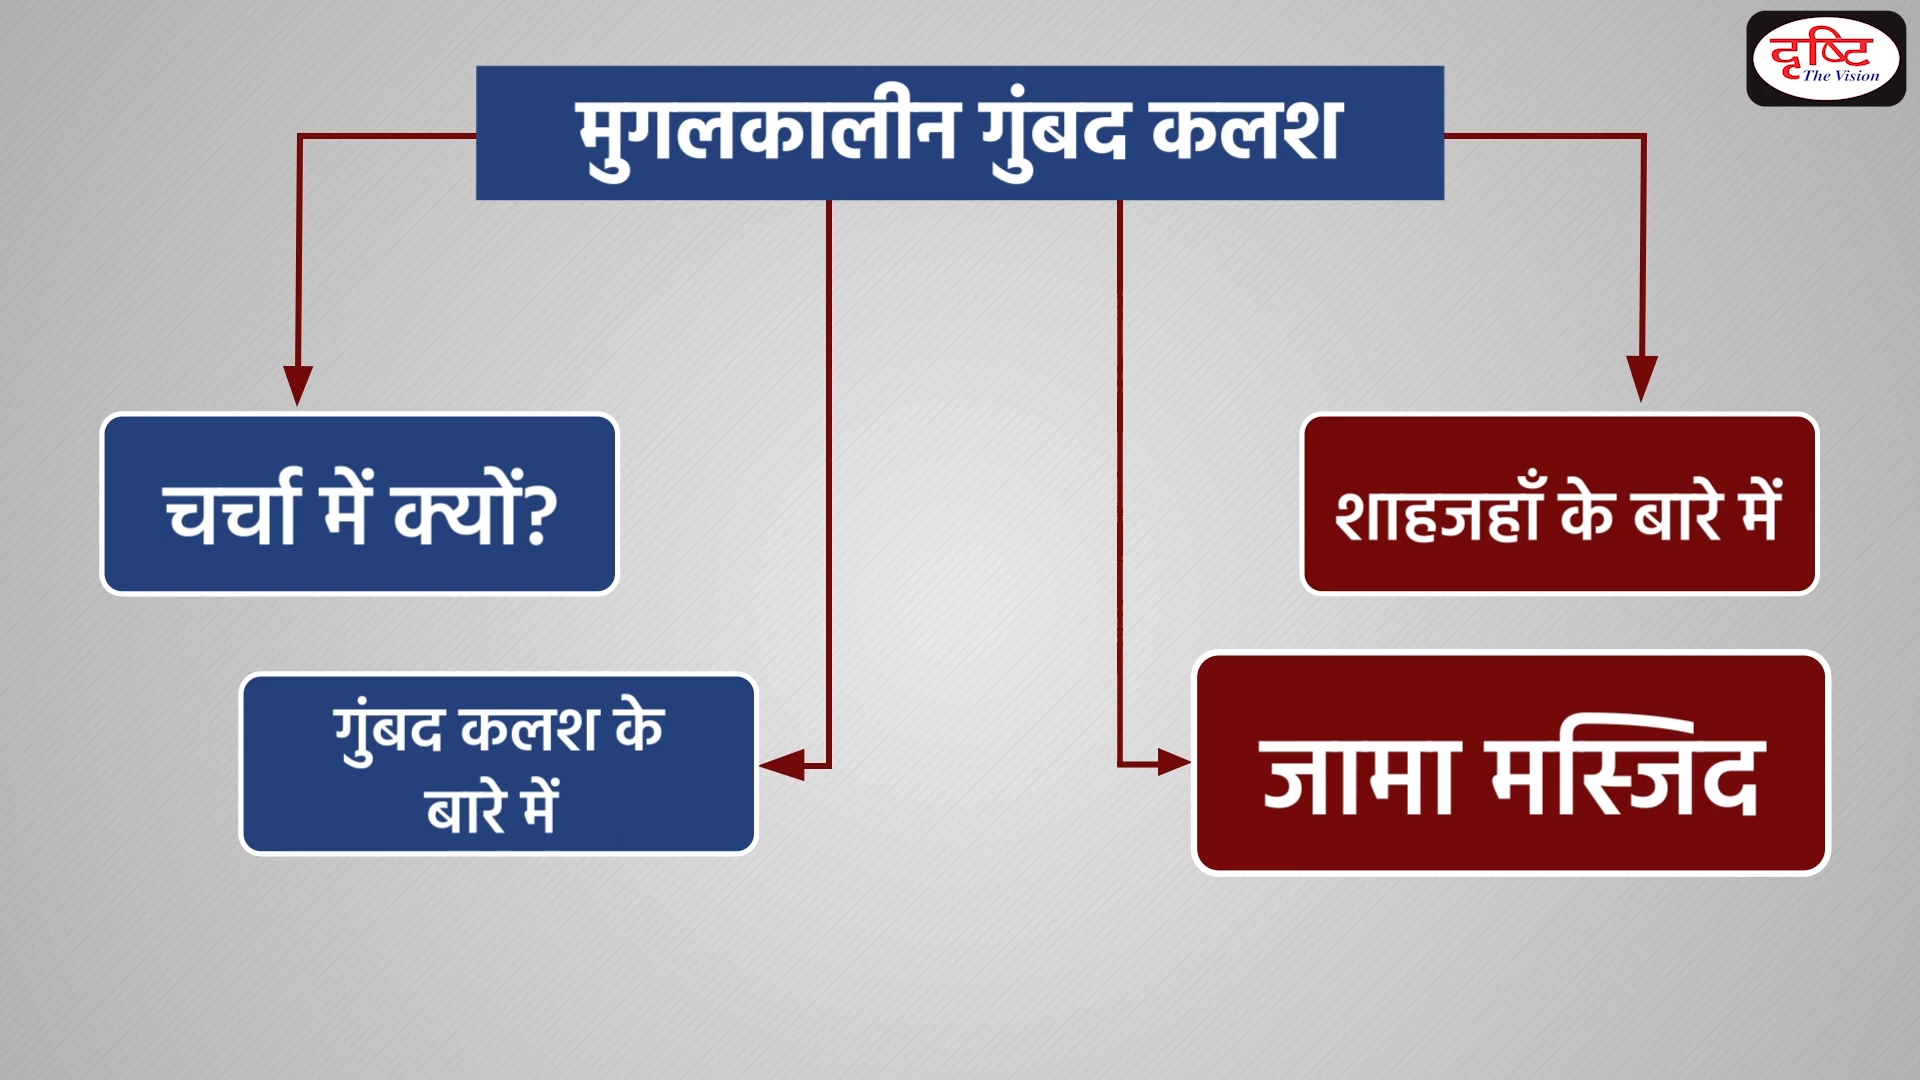 दृष्टि
The Vision
मुगलकालीन गुंबद कलश
चर्चा में क्यों?
शाहजहाँ के बारे में
गुंबद कलश के
बारे में
जामा मस्जिद